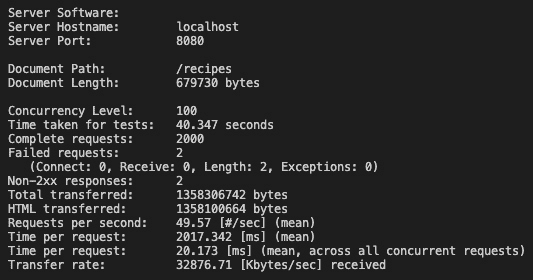 Server Software:
Server Hostname: localhost
Server Port: 8080
Document Path: /recipes
Document Length: 679730 bytes
Concurrency Level: 100
Time taken for tests: 40.347 seconds
Complete requests: 2000
Failed requests: 2
(Connect: 0, Receive: 0, Length: 2, Exceptions: 0)
Non-2xx responses: 2
Total transferred: 1358306742 bytes
HTML transferred: 1358100664 bytes
Requests per second: 49.57 [#/sec] (mean)
Time per request: 2017.342 [ms] (mean)
Time per request: 20.173 [ms] (mean, across all concurrent requests)
Transfer rate: 32876.71 [Kbytes/sec] received